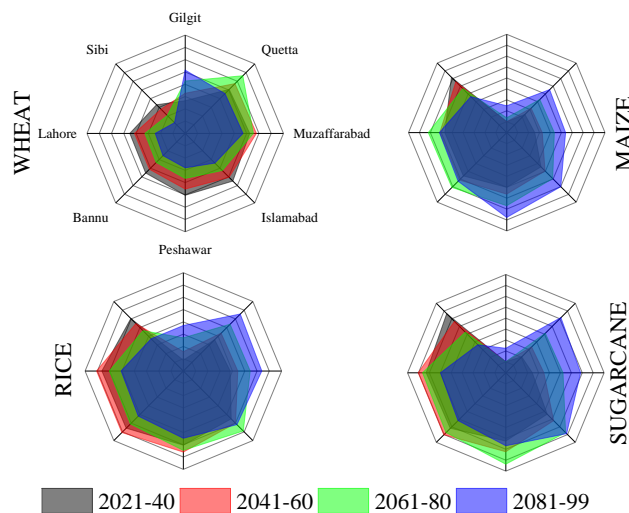 Gilgit
Sibi
Quetta
WHEAT
Lahore
Muzaffarabad
MAIZE
Bannu
Islamabad
Peshawar
RICE
SUGARCANE
2021-40
2041-60
2061-80
2081-99